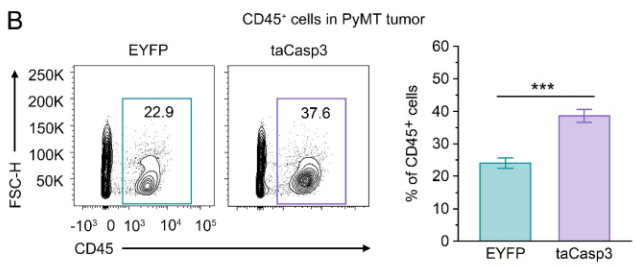 B
CD45⁺ cells in PyMT tumor
EYFP
taCasp3
250K
200K
150K
100K
50K
FSC-H
22.9
37.6
-10³ 0 10³ 10⁴ 10⁵
CD45
% of CD45⁺ cells
60
50
40
30
20
10
0
***
EYFP
taCasp3